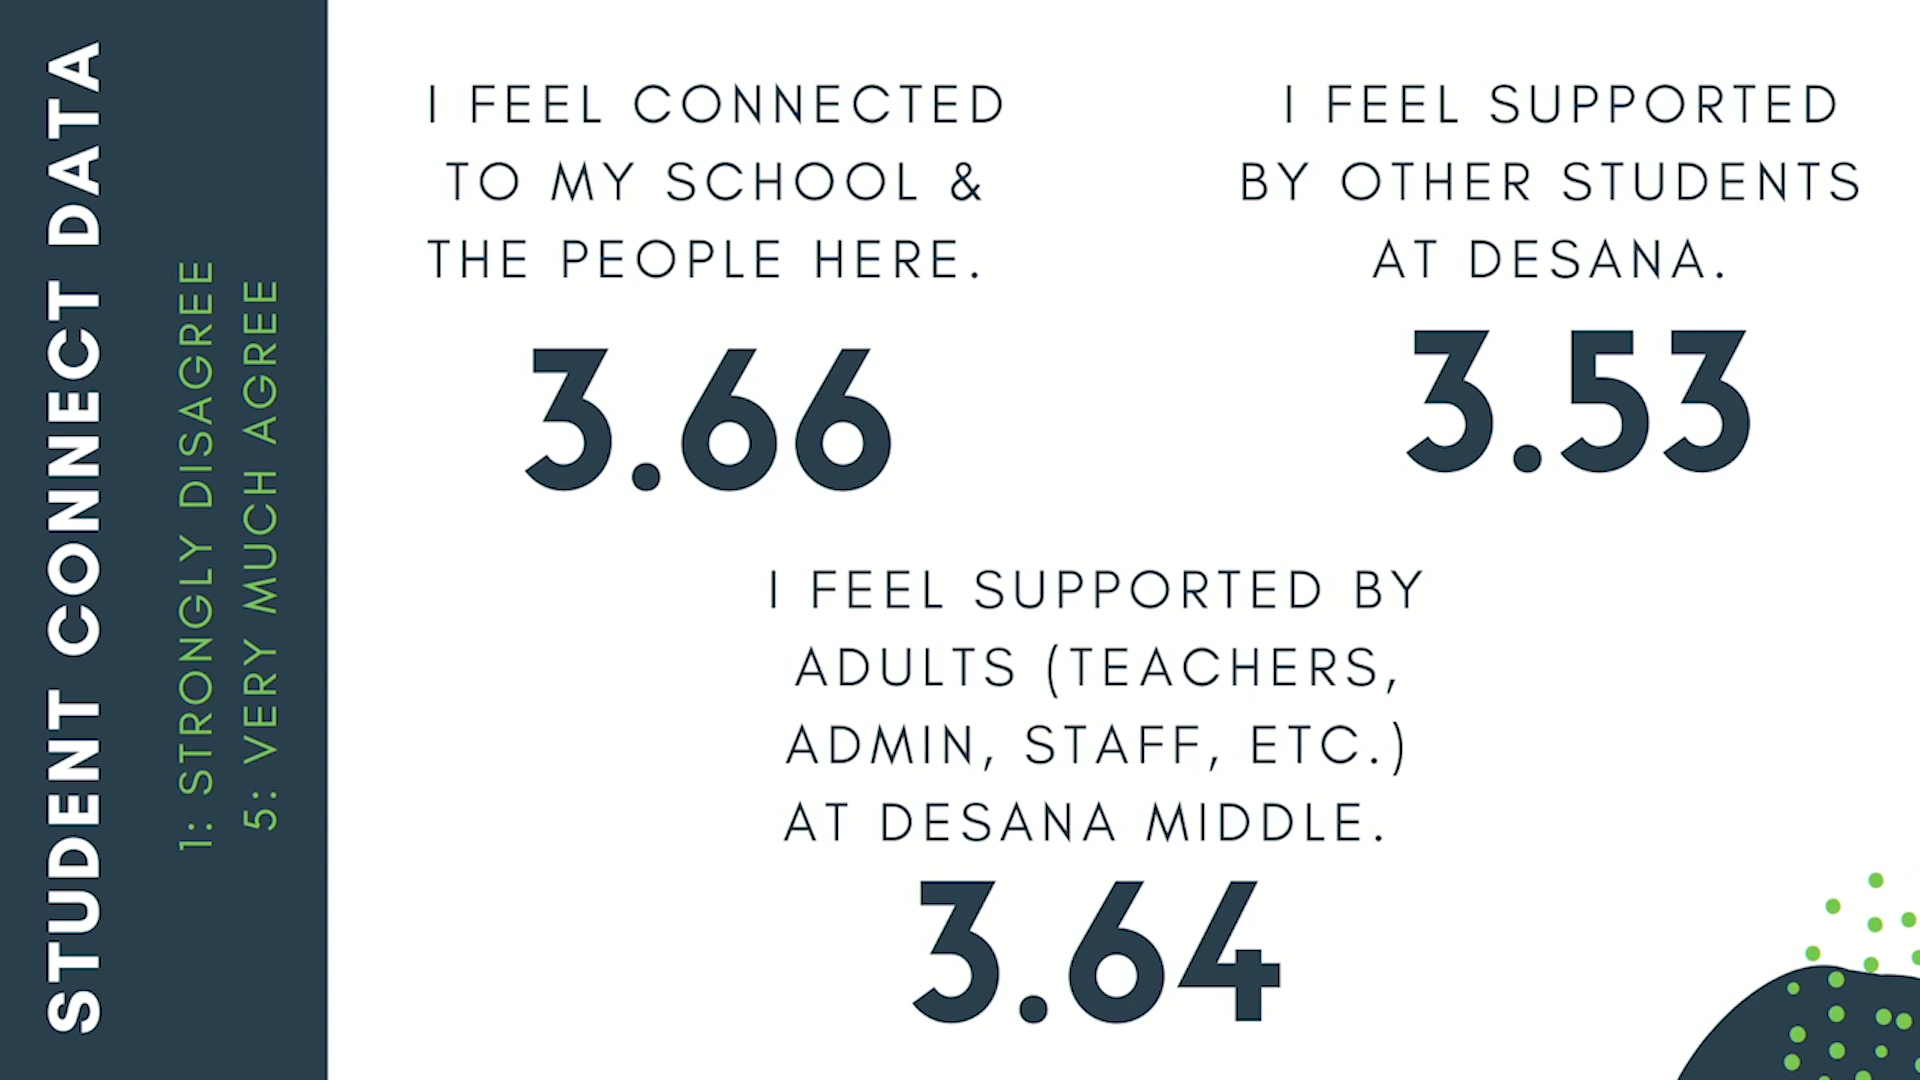 STUDENT CONNECT DATA
1: STRONGLY DISAGREE
5: VERY MUCH AGREE
I FEEL CONNECTED
TO MY SCHOOL &
THE PEOPLE HERE.
3.66
I FEEL SUPPORTED
BY OTHER STUDENTS
AT DESANA.
3.53
I FEEL SUPPORTED BY
ADULTS (TEACHERS,
ADMIN, STAFF, ETC.)
AT DESANA MIDDLE.
3.64